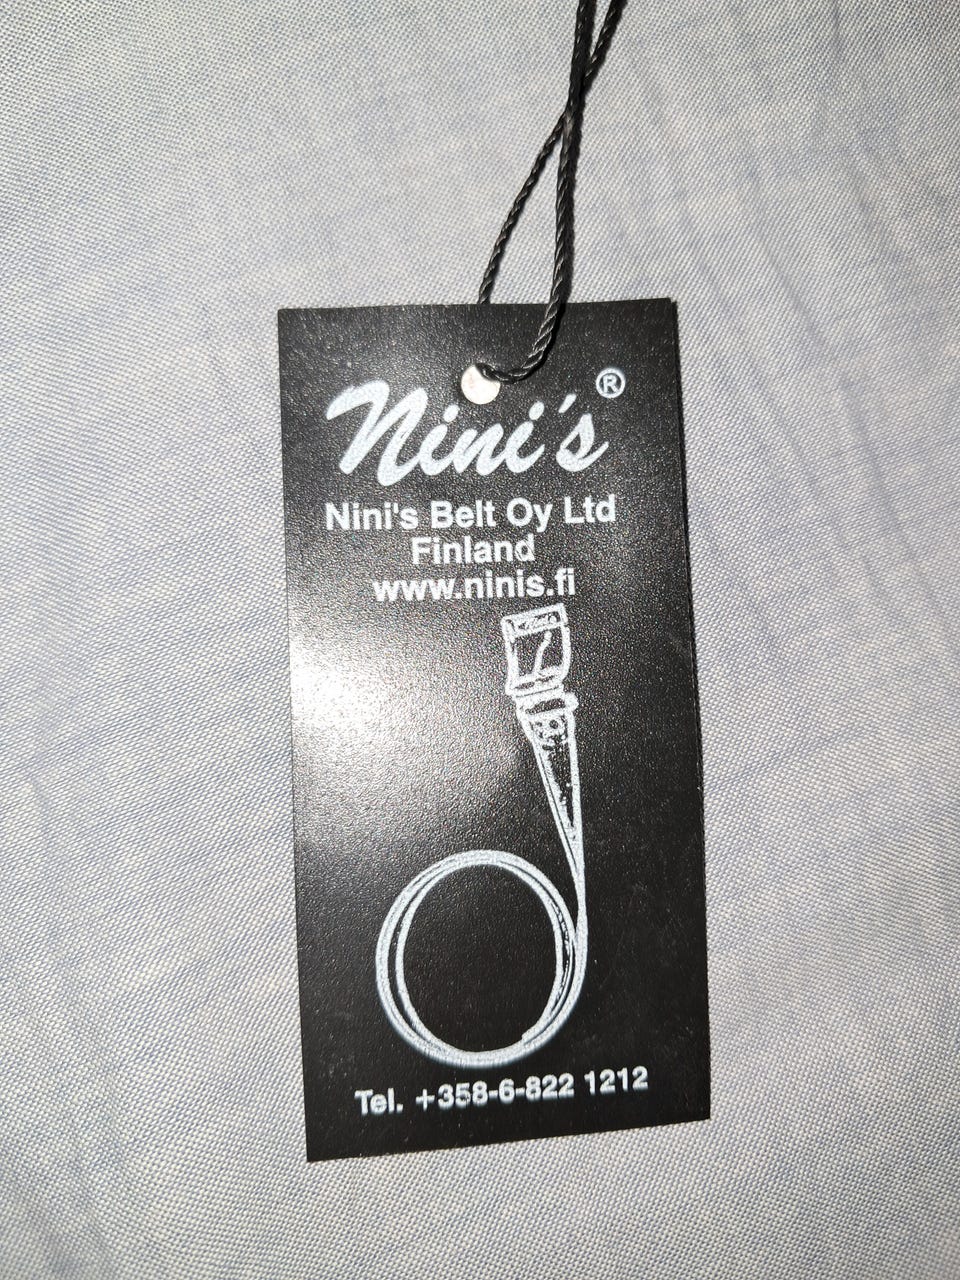 Nini´s®
Nini's Belt Oy Ltd
Finland
www.ninis.fi
Tel. +358-6-822 1212